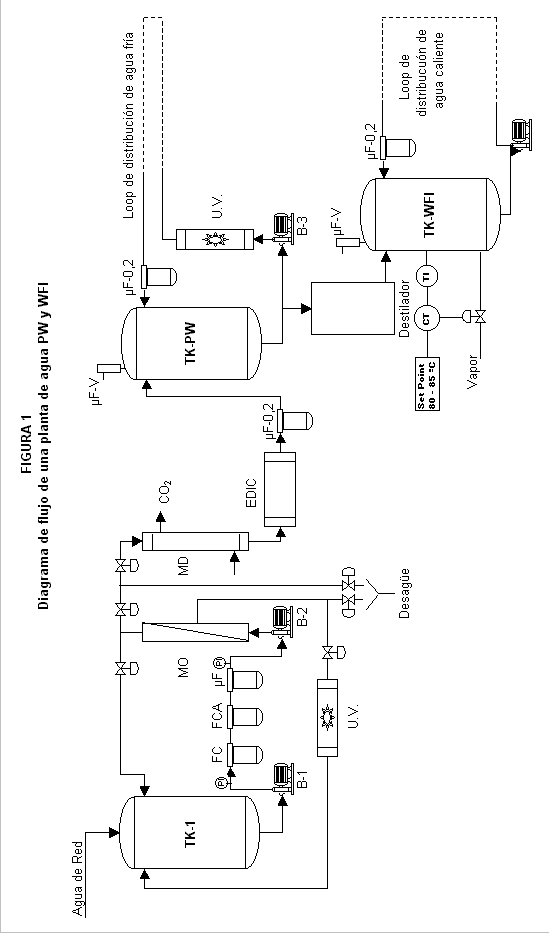 FIGURA 1
Diagrama de flujo de una planta de agua PW y WFI
Agua de Red
TK-1
B-1
PI
FC
FCA
µF
PI
B-2
MO
U.V.
Desagüe
MD
CO2
EDIC
µF-0,2
µF-V
TK-PW
µF-0,2
Loop de distribución de agua fría
U.V.
B-3
Destilador
Set Point
80 - 85 ºC
CT
TI
Vapor
µF-V
TK-WFI
µF-0,2
Loop de
distribucuón de
agua caliente